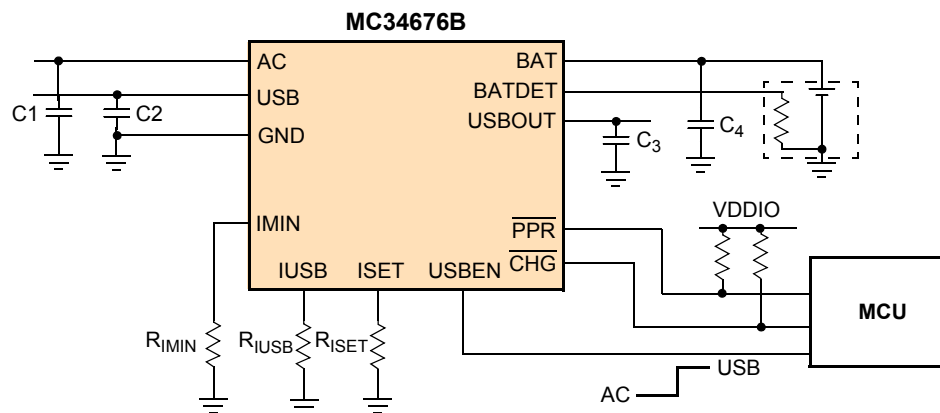 MC34676B
AC
BAT
USB
BATDET
C1
C2
USBOUT
GND
C3
C4
IMIN
PPR
VDDIO
CHG
IUSB
ISET
USBEN
MCU
RIMIN
RIUSB
RISET
USB
AC